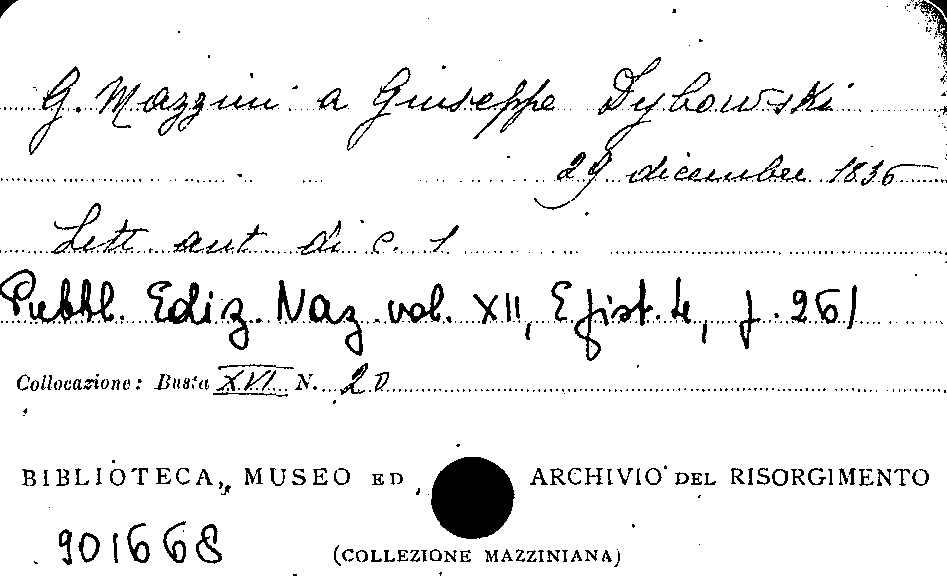 G. Mazzini a Giuseppe Dybowski
29 dicembre 1836
Lett. aut. di c. 1
Pubbl. Ediz. Naz. vol. XII, Epist. 4, p. 261
Collocazione: Busta XVI N. 20
BIBLIOTECA, MUSEO ED ARCHIVIO DEL RISORGIMENTO
901668
(COLLEZIONE MAZZINIANA)